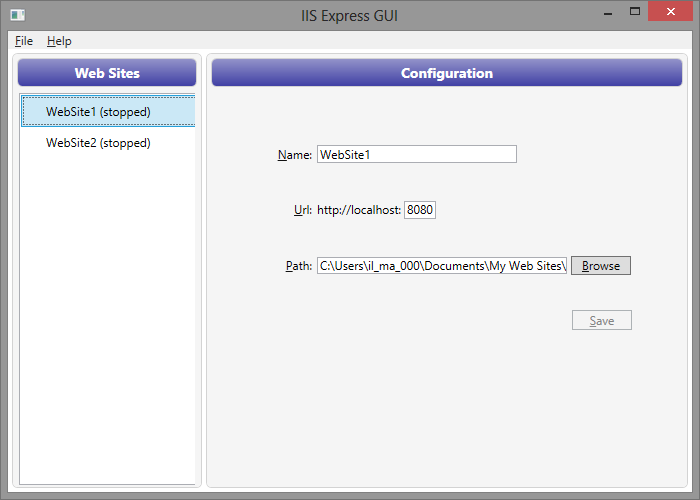 IIS Express GUI
File Help
Web Sites
WebSite1 (stopped)
WebSite2 (stopped)
Configuration
Name: WebSite1
Url: http://localhost: 8080
Path: C:\Users\il_ma_000\Documents\My Web Sites\ Browse
Save